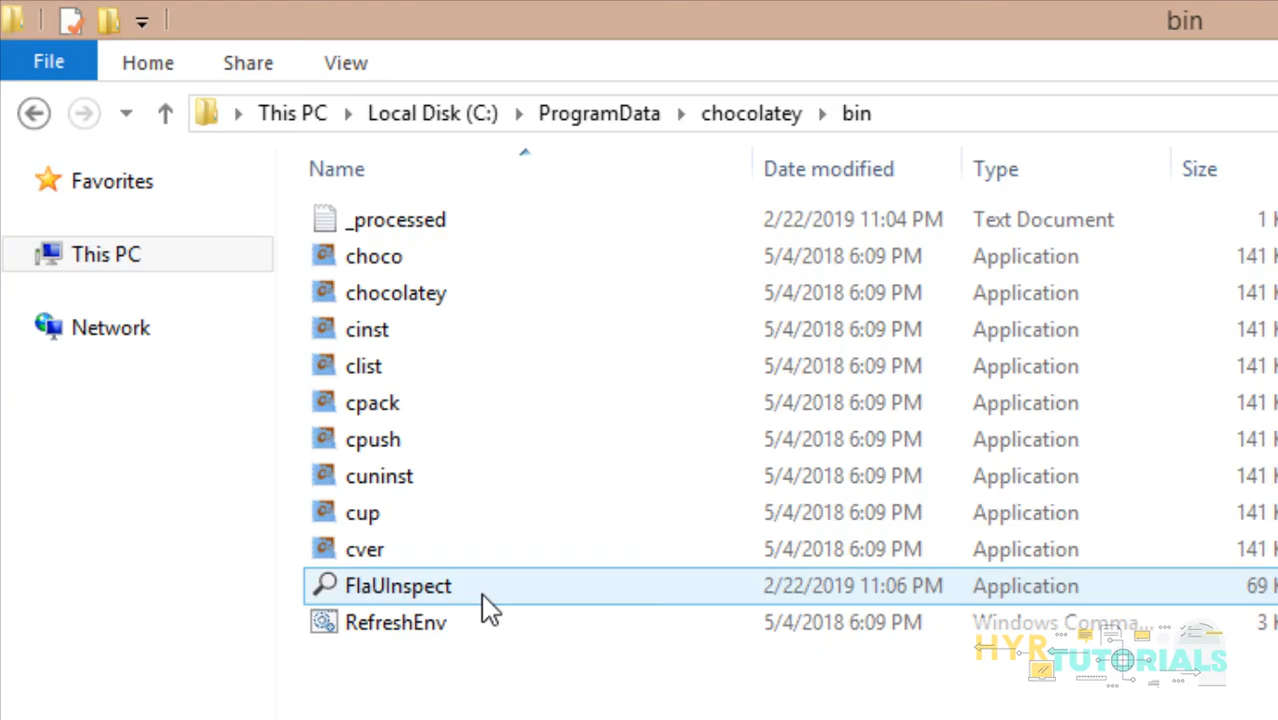 bin
File Home Share View
This PC Local Disk (C:) ProgramData chocolatey bin
Favorites
This PC
Network
Name Date modified Type Size
_processed 2/22/2019 11:04 PM Text Document 1 K
choco 5/4/2018 6:09 PM Application 141 K
chocolatey 5/4/2018 6:09 PM Application 141 K
cinst 5/4/2018 6:09 PM Application 141 K
clist 5/4/2018 6:09 PM Application 141 K
cpack 5/4/2018 6:09 PM Application 141 K
cpush 5/4/2018 6:09 PM Application 141 K
cuninst 5/4/2018 6:09 PM Application 141 K
cup 5/4/2018 6:09 PM Application 141 K
cver 5/4/2018 6:09 PM Application 141 K
FlaUInspect 2/22/2019 11:06 PM Application 69 K
RefreshEnv 5/4/2018 6:09 PM Windows Comma... 3 K
HYR TUTORIALS